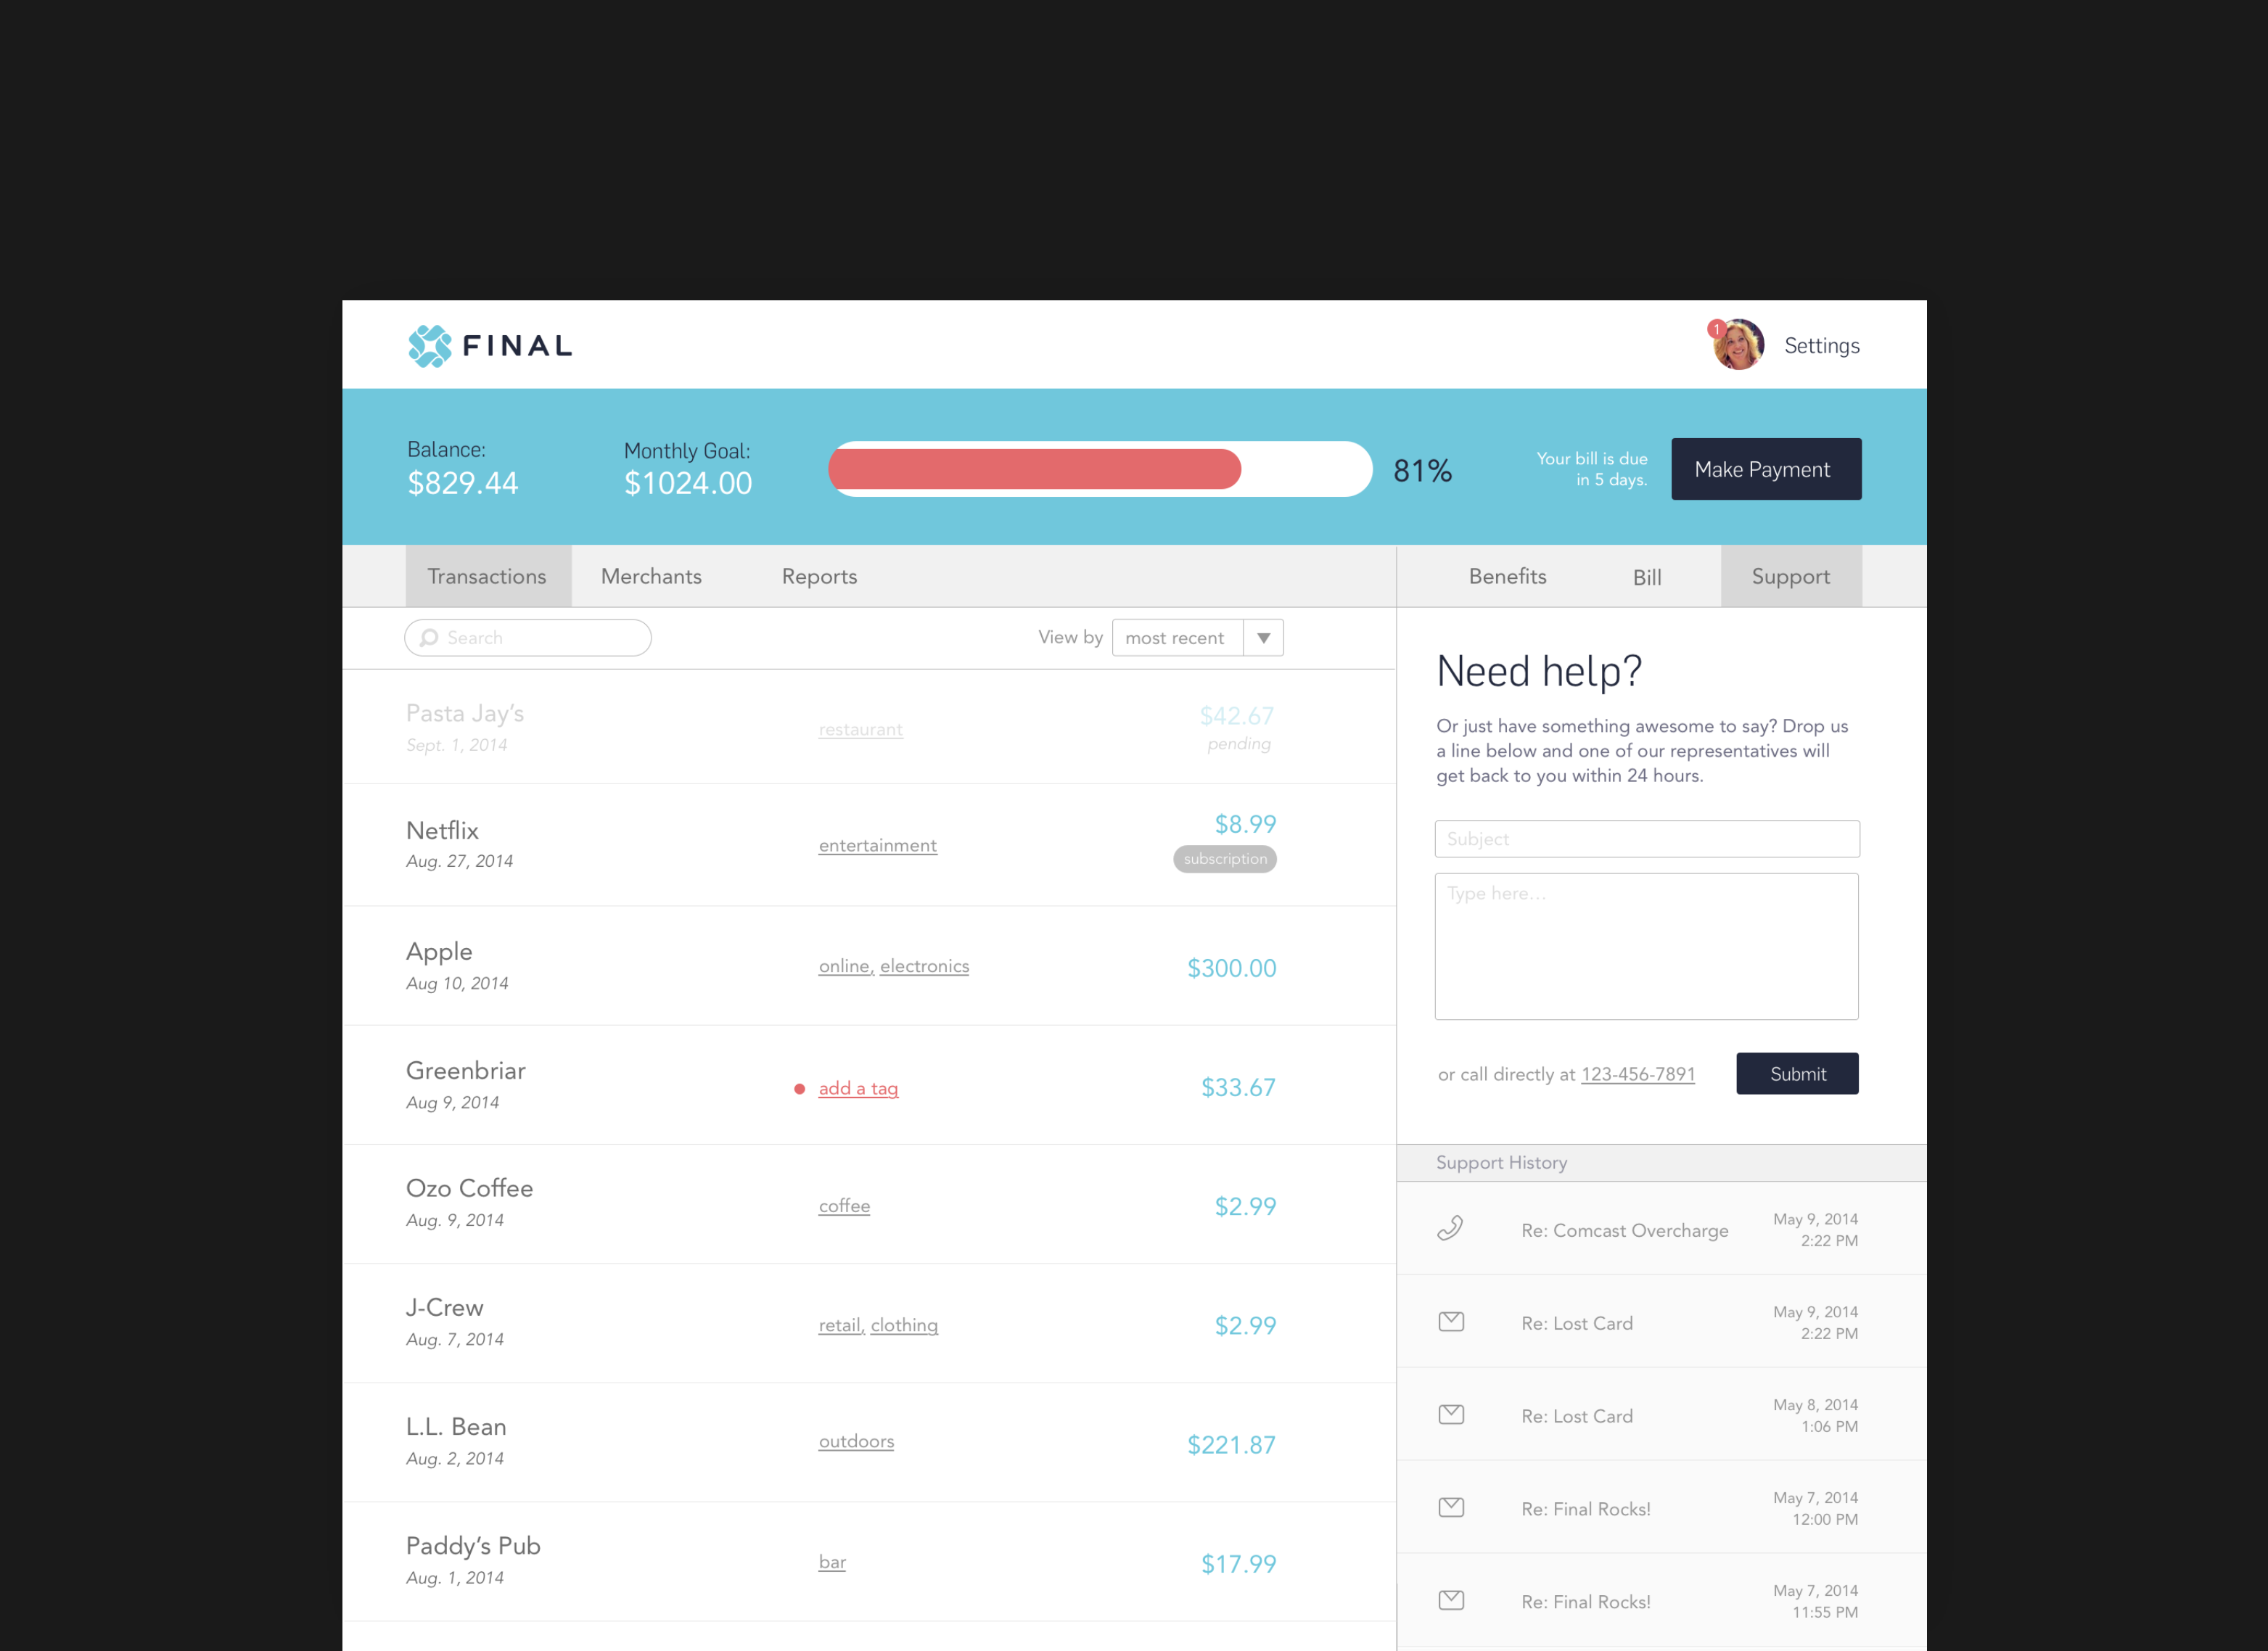 FINAL
1
Settings
Balance:
$829.44
Monthly Goal:
$1024.00
81%
Your bill is due
in 5 days.
Make Payment
Transactions
Merchants
Reports
Benefits
Bill
Support
Search
View by
most recent
Pasta Jay’s
Sept. 1, 2014
restaurant
$42.67
pending
Netflix
Aug. 27, 2014
entertainment
$8.99
subscription
Apple
Aug 10, 2014
online, electronics
$300.00
Greenbriar
Aug 9, 2014
add a tag
$33.67
Ozo Coffee
Aug. 9, 2014
coffee
$2.99
J-Crew
Aug. 7, 2014
retail, clothing
$2.99
L.L. Bean
Aug. 2, 2014
outdoors
$221.87
Paddy’s Pub
Aug. 1, 2014
bar
$17.99
Need help?
Or just have something awesome to say? Drop us
a line below and one of our representatives will
get back to you within 24 hours.
Subject
Type here...
or call directly at 123-456-7891
Submit
Support History
Re: Comcast Overcharge
May 9, 2014
2:22 PM
Re: Lost Card
May 9, 2014
2:22 PM
Re: Lost Card
May 8, 2014
1:06 PM
Re: Final Rocks!
May 7, 2014
12:00 PM
Re: Final Rocks!
May 7, 2014
11:55 PM